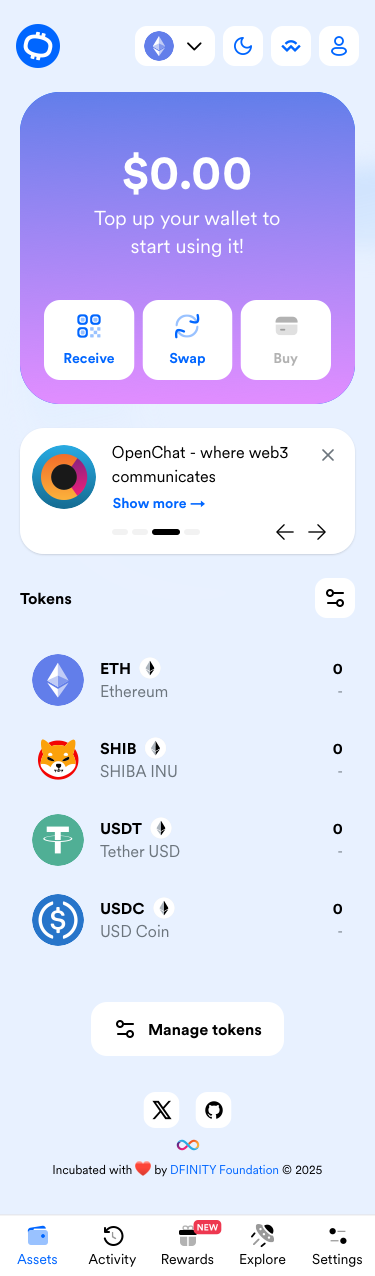 $0.00
Top up your wallet to
start using it!
Receive
Swap
Buy
OpenChat - where web3
communicates
Show more →
Tokens
ETH
0
Ethereum
-
SHIB
0
SHIBA INU
-
USDT
0
Tether USD
-
USDC
0
USD Coin
-
Manage tokens
Incubated with ❤️ by DFINITY Foundation © 2025
NEW
Assets
Activity
Rewards
Explore
Settings